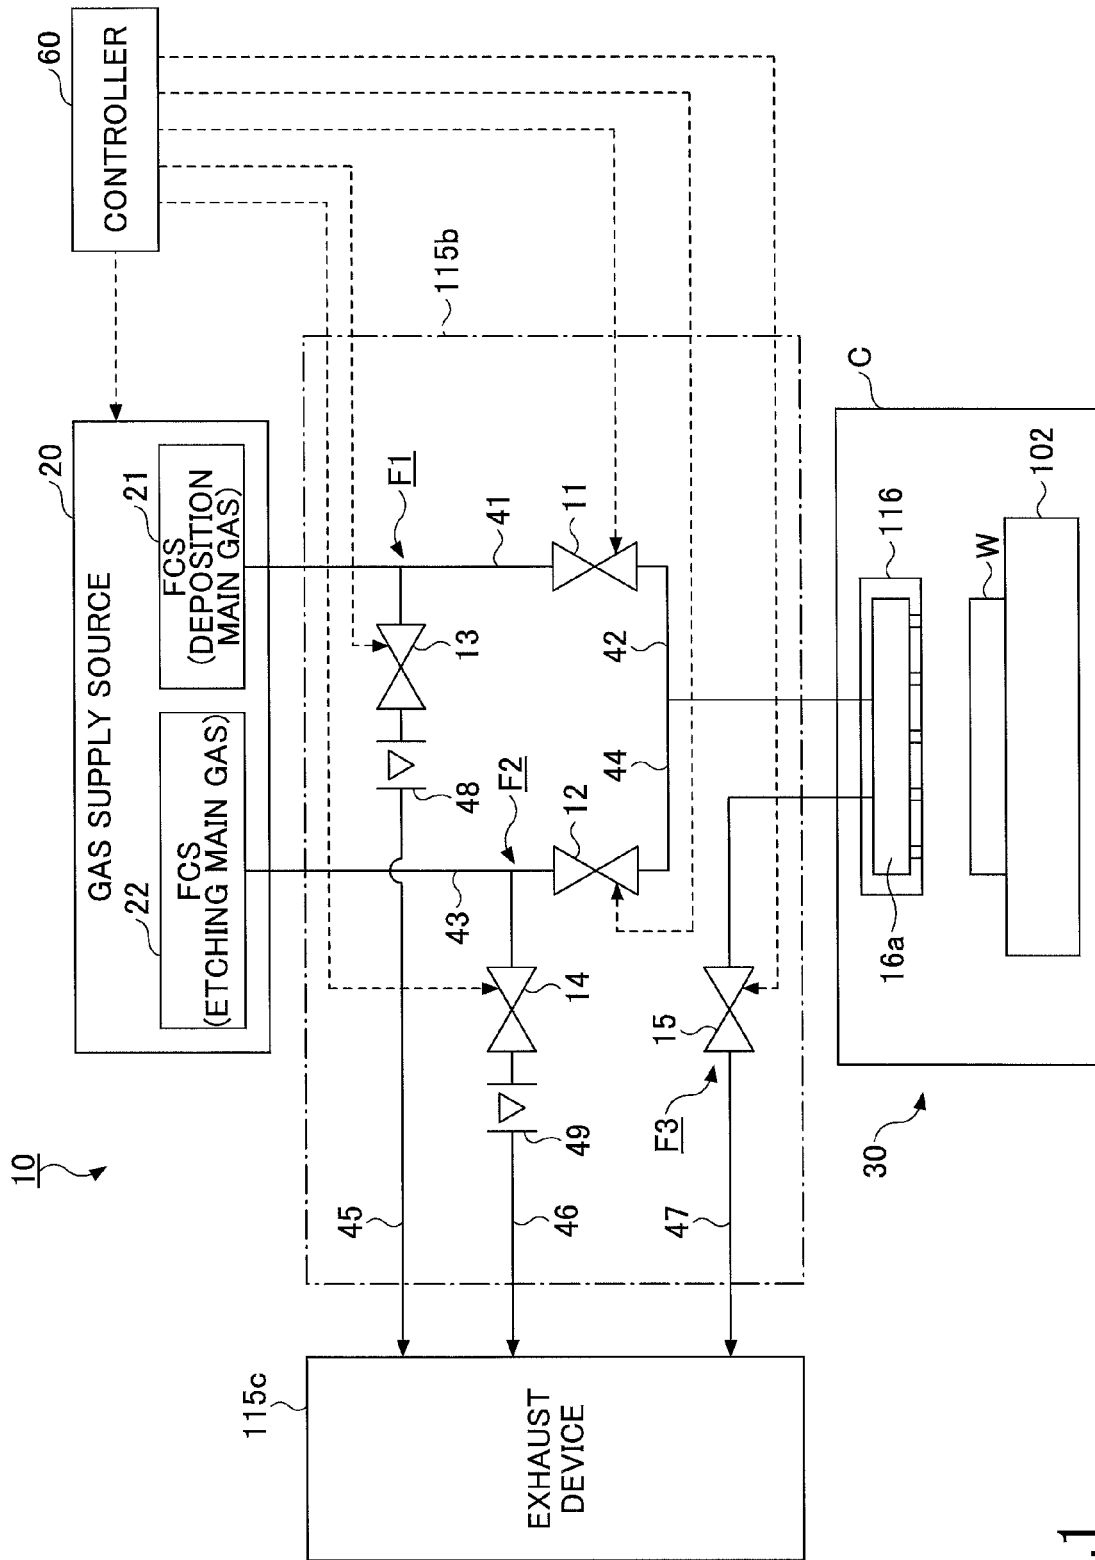 10
20
GAS SUPPLY SOURCE
22
FCS
(ETCHING MAIN GAS)
21
FCS
(DEPOSITION
MAIN GAS)
60
CONTROLLER
115c
EXHAUST
DEVICE
115b
F1
41
11
13
48
45
F2
43
12
14
49
46
42
44
15
F3
47
30
C
116
16a
W
102
.1